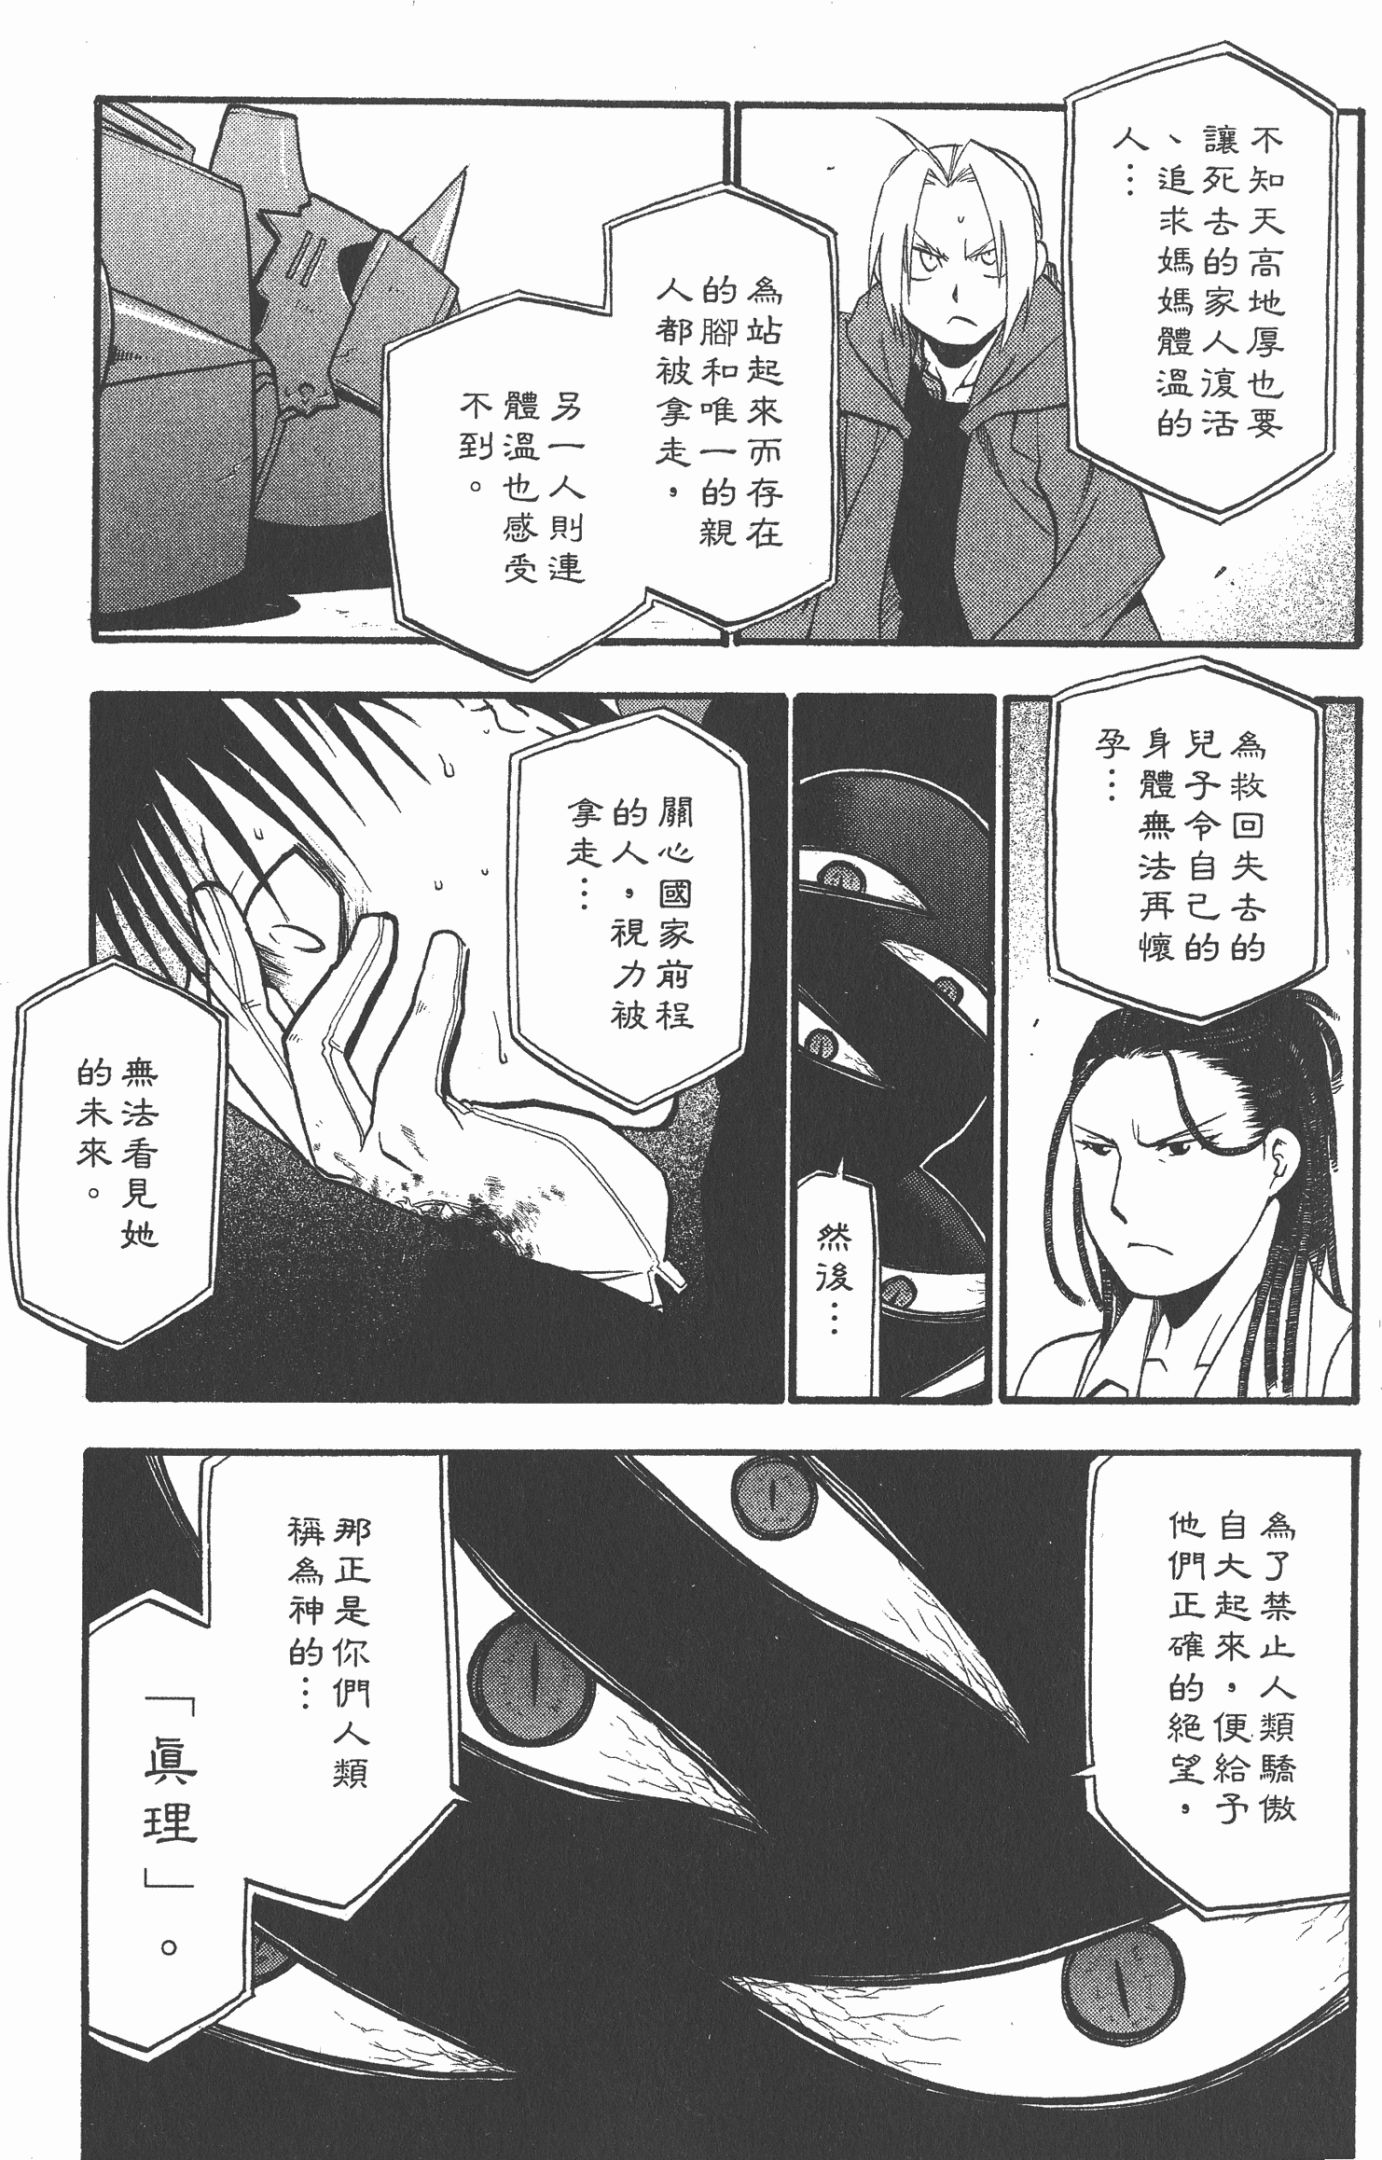 不知天高地厚也要
讓死去的家人復活
、追求媽媽體溫的
人…
為站起來而存在
的腳和唯一的親
人都被拿走，
另一人則連
體溫也感受
不到。
為救回失去的
兒子令自己的
身體無法再懷
孕…
然後…
關心國家前程
的人，視力被
拿走…
無法看見她
的未來。
為了禁止人類驕傲
自大起來，便給予
他們正確的絕望，
那正是你們人類
稱為神的…
「眞理」。